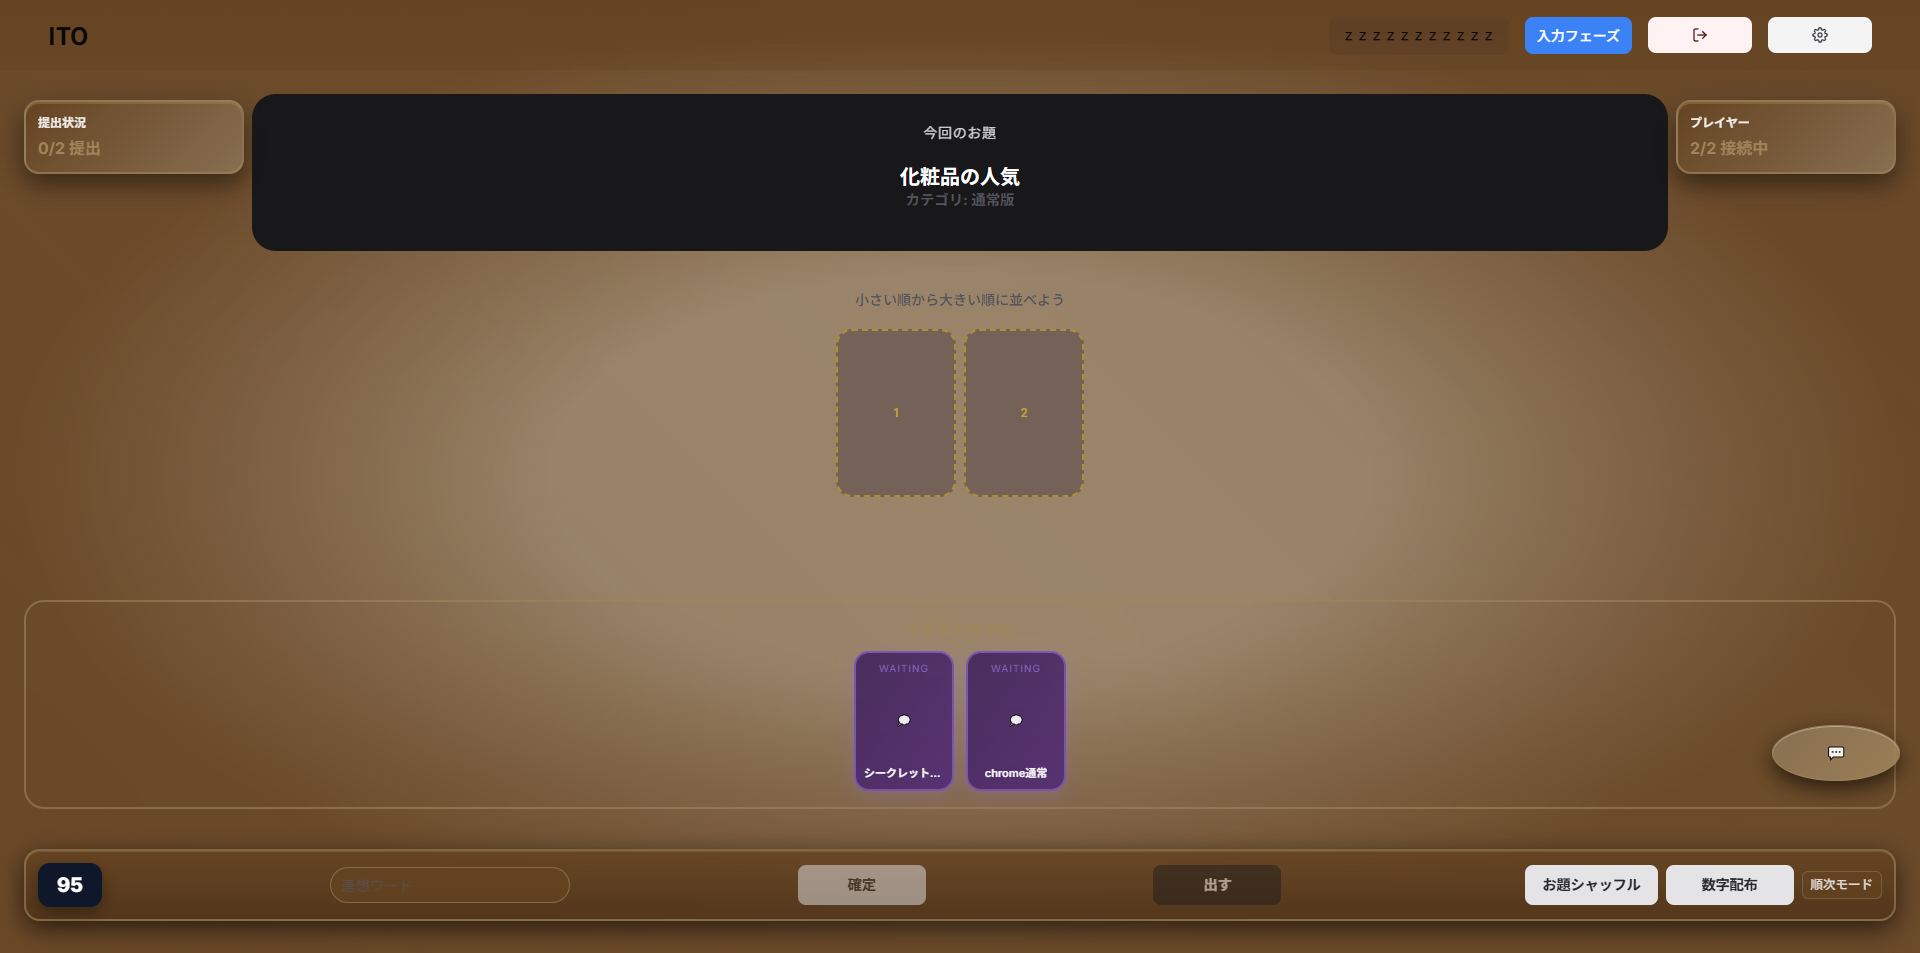 ITO
z z z z z z z z z z z
入力フェーズ
提出状況
0/2 提出
今回のお題
化粧品の人気
カテゴリ: 通常版
プレイヤー
2/2 接続中
小さい順から大きい順に並べよう
1
2
WAITING
シークレット...
WAITING
chrome通常
95
連想ワード
確定
出す
お題シャッフル
数字配布
順次モード